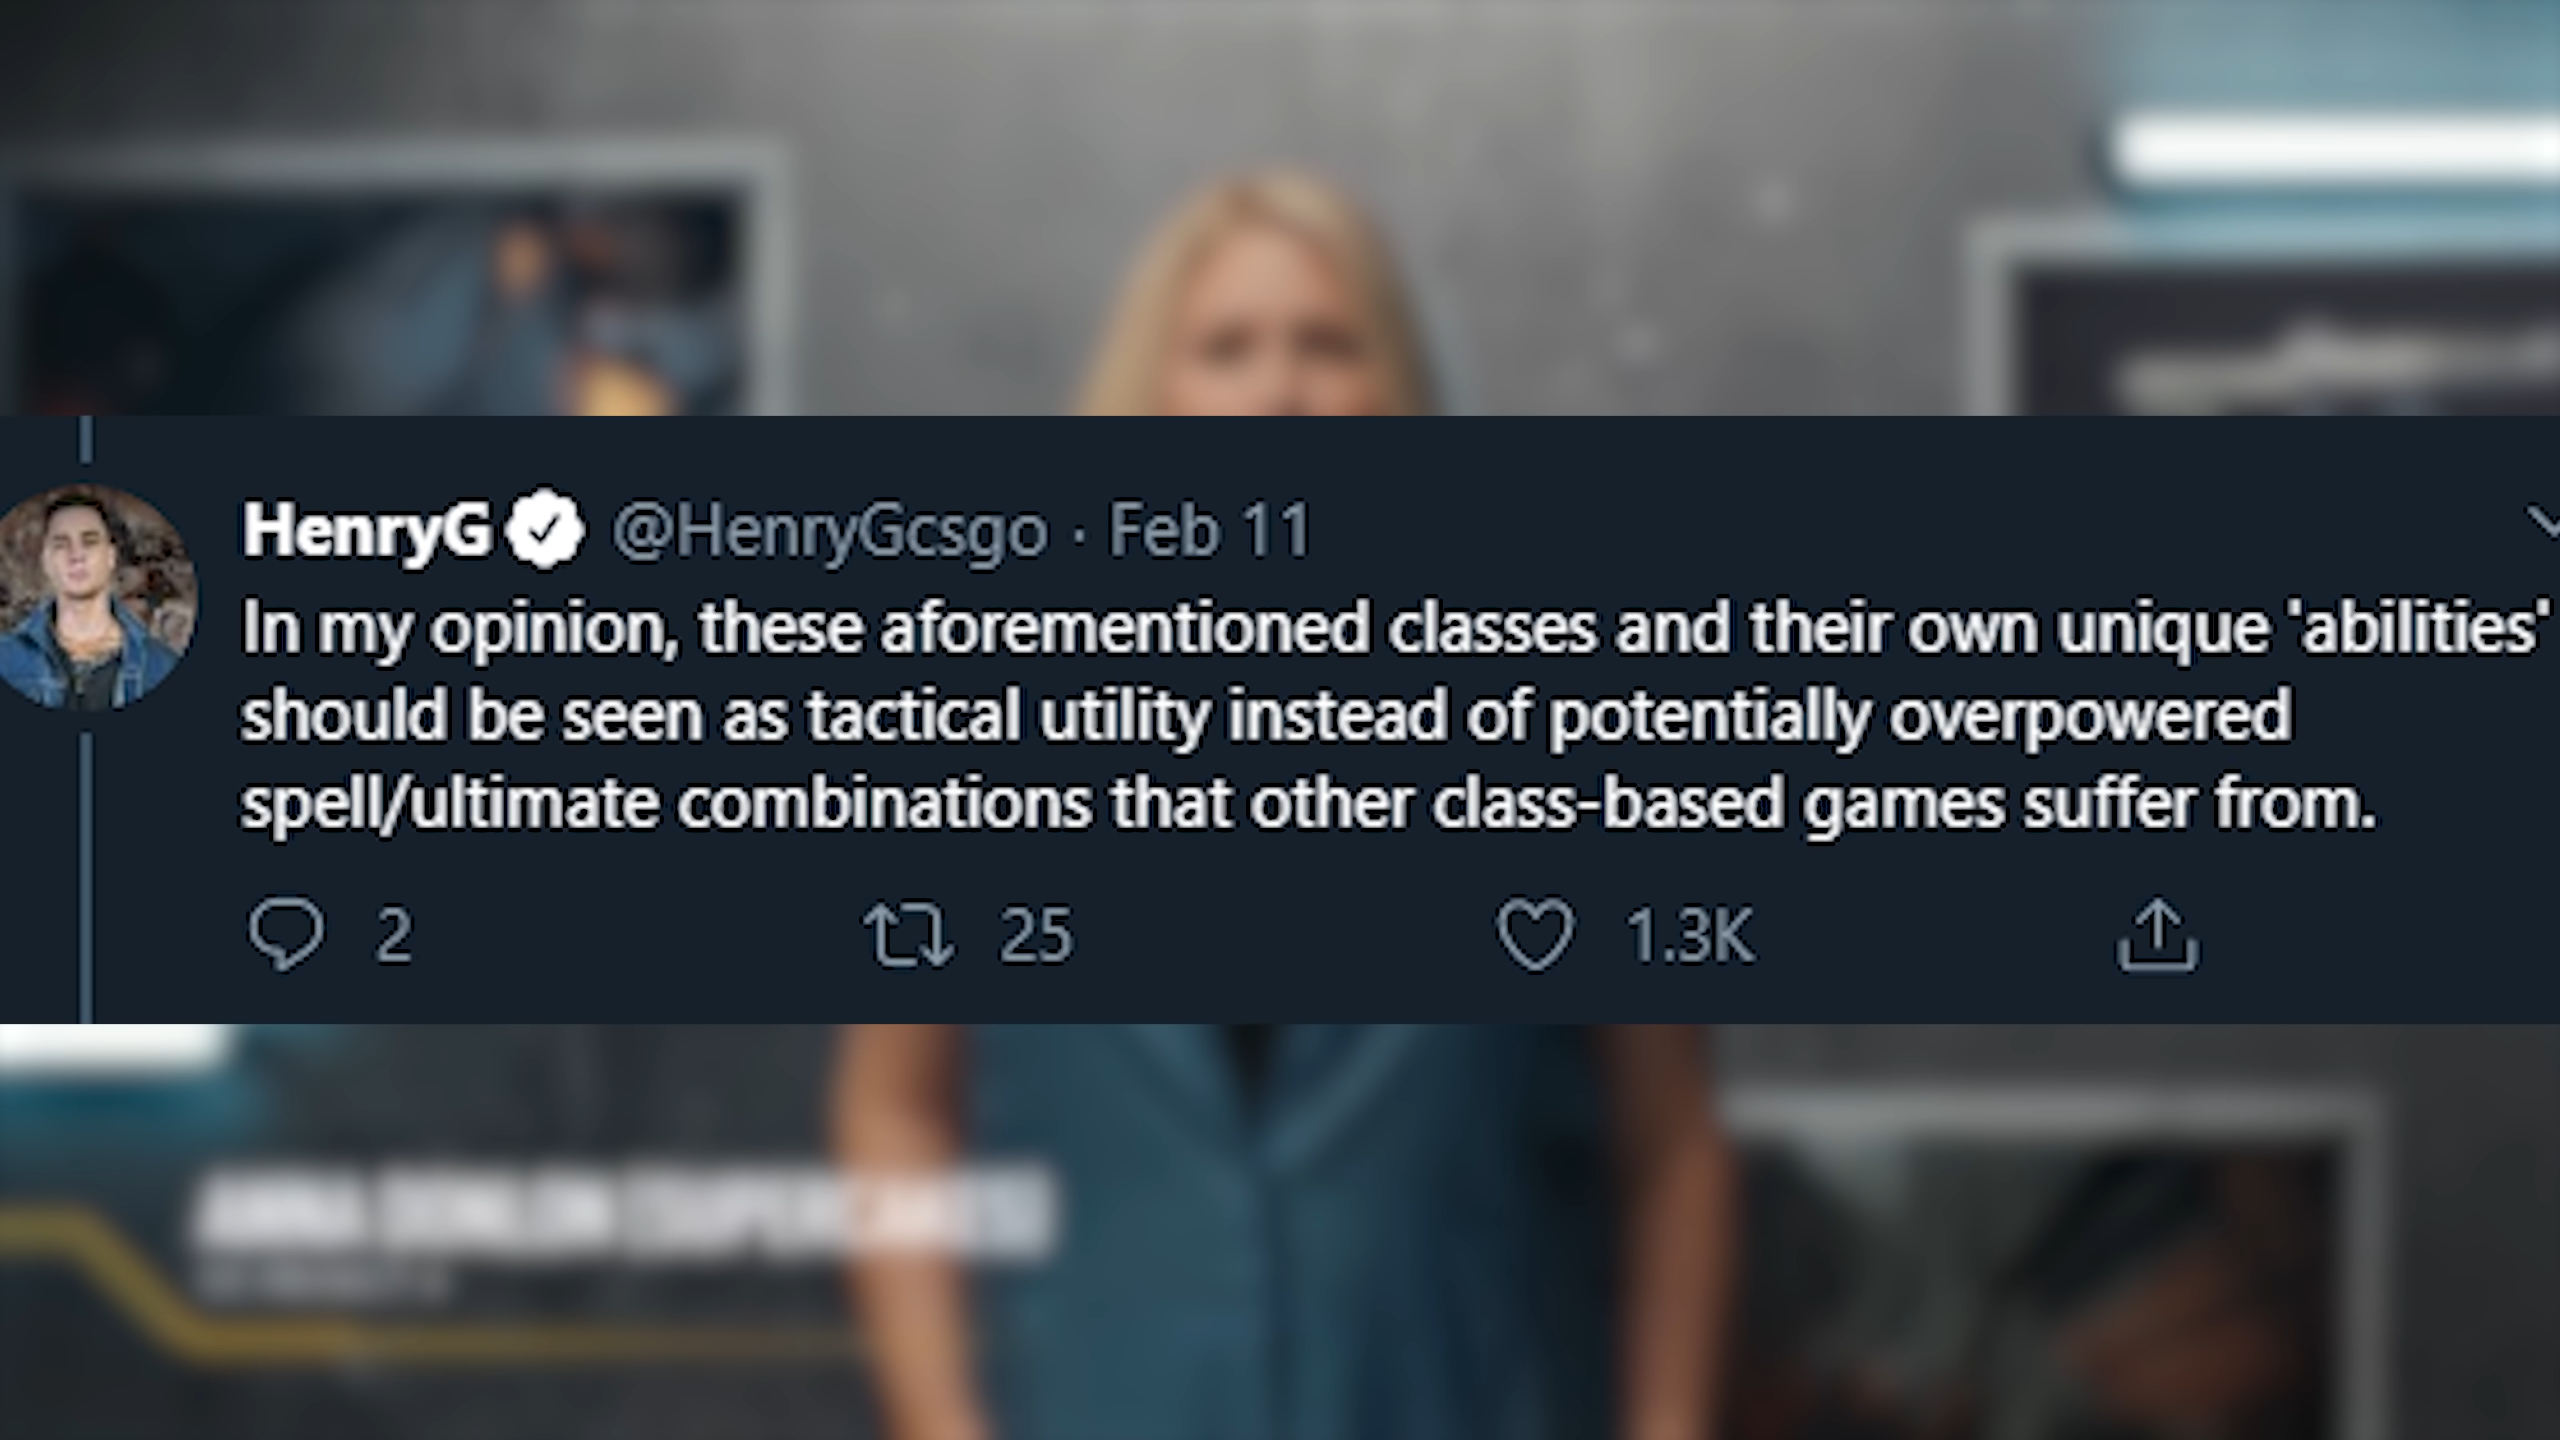 HenryG @HenryGcsgo · Feb 11
In my opinion, these aforementioned classes and their own unique 'abilities'
should be seen as tactical utility instead of potentially overpowered
spell/ultimate combinations that other class-based games suffer from.
2 25 1.3K